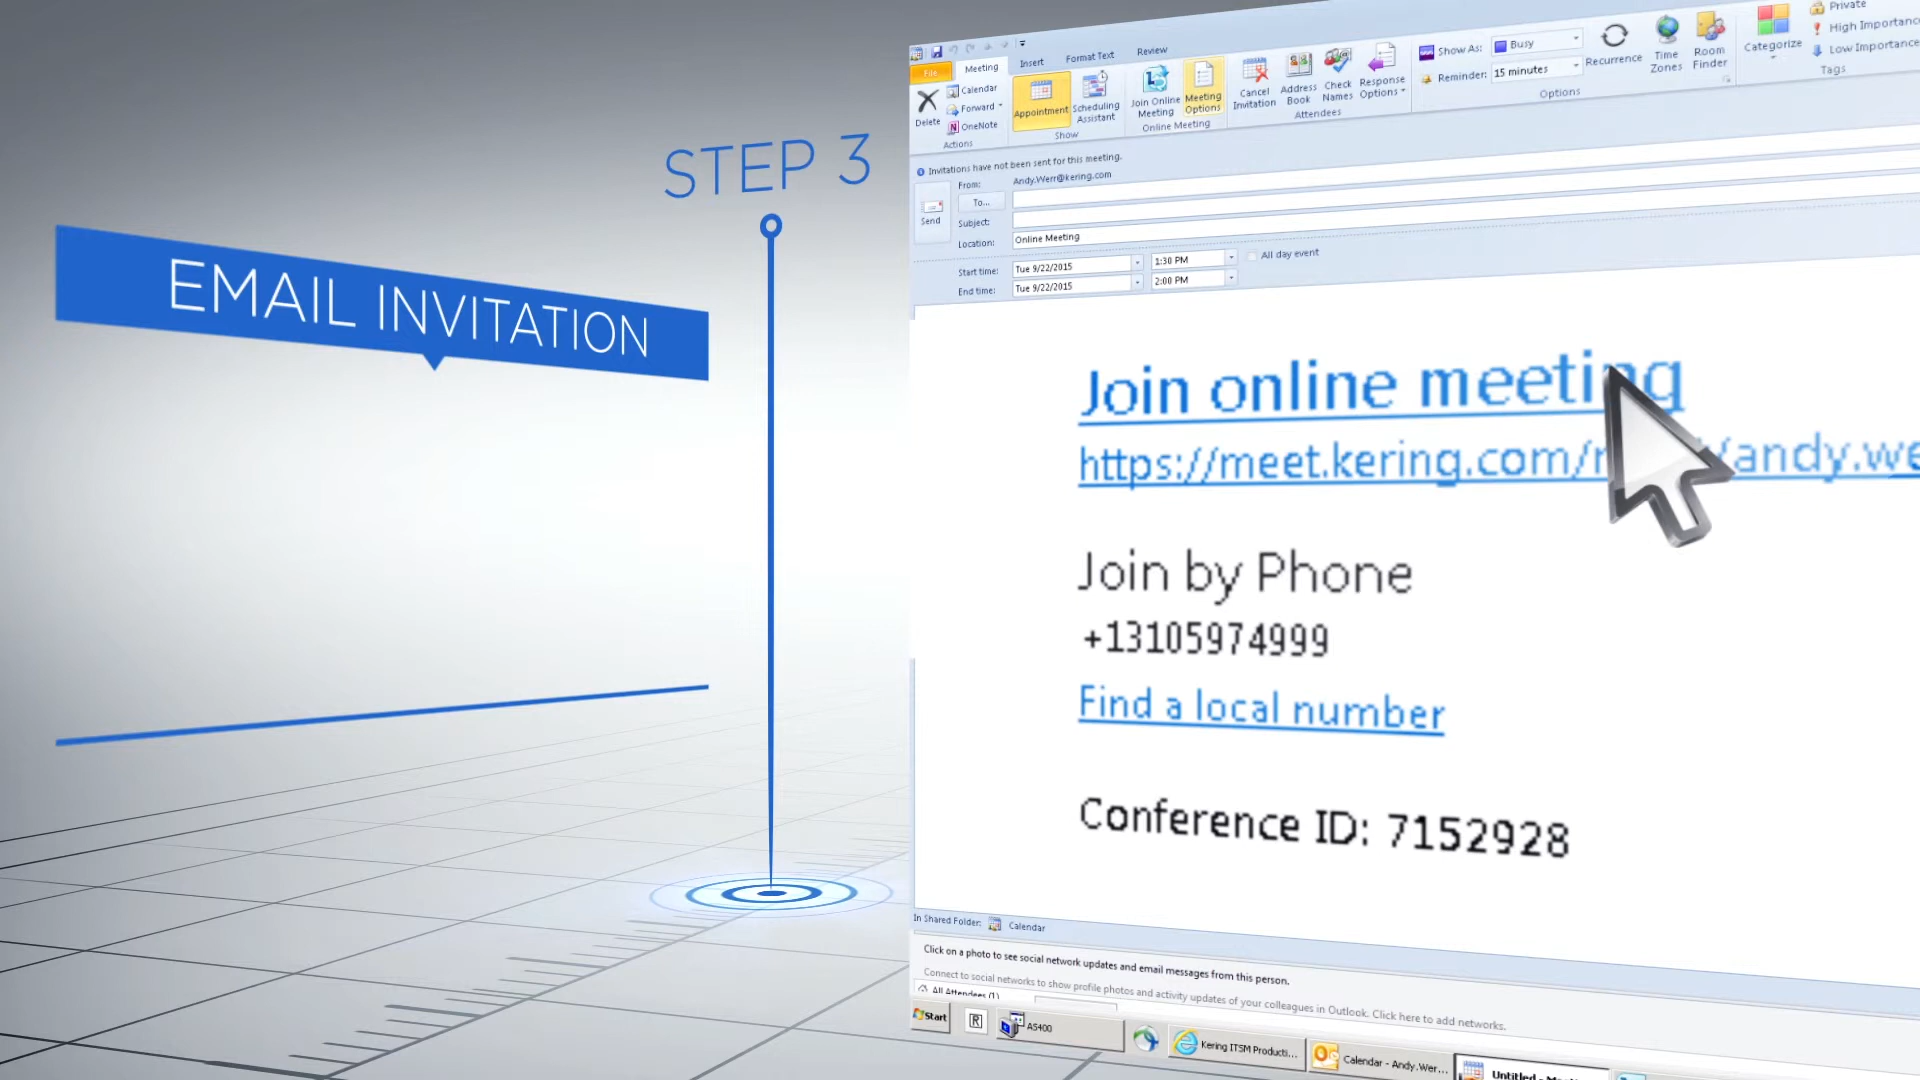 STEP 3
EMAIL INVITATION
File
Meeting
Insert
Format Text
Review
Delete
Calendar
Forward
OneNote
Actions
Appointment
Scheduling Assistant
Show
Join Online Meeting
Meeting Options
Online Meeting
Cancel Invitation
Address Book
Check Names
Response Options
Attendees
Show As:
Busy
Reminder:
15 minutes
Recurrence
Time Zones
Room Finder
Options
Categorize
Private
High Importance
Low Importance
Tags
Invitations have not been sent for this meeting.
From:
Andy.Werr@kering.com
To...
Send
Subject:
Location:
Online Meeting
Start time:
Tue 9/22/2015
1:30 PM
All day event
End time:
Tue 9/22/2015
2:00 PM
Join online meeting
https://meet.kering.com/ /andy.we
Join by Phone
+13105974999
Find a local number
Conference ID: 7152928
In Shared Folder:
Calendar
Click on a photo to see social network updates and email messages from this person.
Connect to social networks to show profile photos and activity updates of your colleagues in Outlook. Click here to add networks.
All Attendees (1)
Start
R
AS400
Kering ITSM Producti...
Calendar - Andy.Wer...
Untitled -